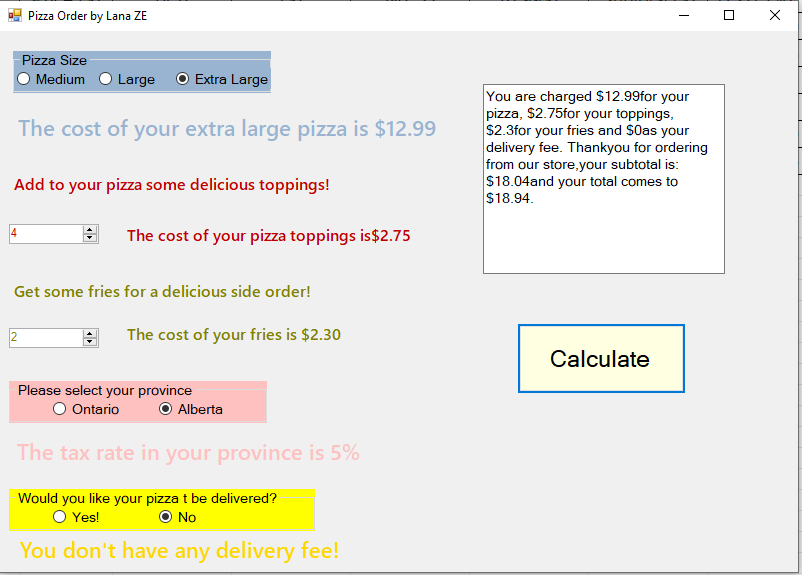 Pizza Order by Lana ZE
Pizza Size
Medium Large Extra Large
The cost of your extra large pizza is $12.99
Add to your pizza some delicious toppings!
4
The cost of your pizza toppings is$2.75
Get some fries for a delicious side order!
2
The cost of your fries is $2.30
Please select your province
Ontario Alberta
The tax rate in your province is 5%
Would you like your pizza t be delivered?
Yes! No
You don't have any delivery fee!
You are charged $12.99for your
pizza, $2.75for your toppings,
$2.3for your fries and $0as your
delivery fee. Thankyou for ordering
from our store,your subtotal is:
$18.04and your total comes to
$18.94.
Calculate